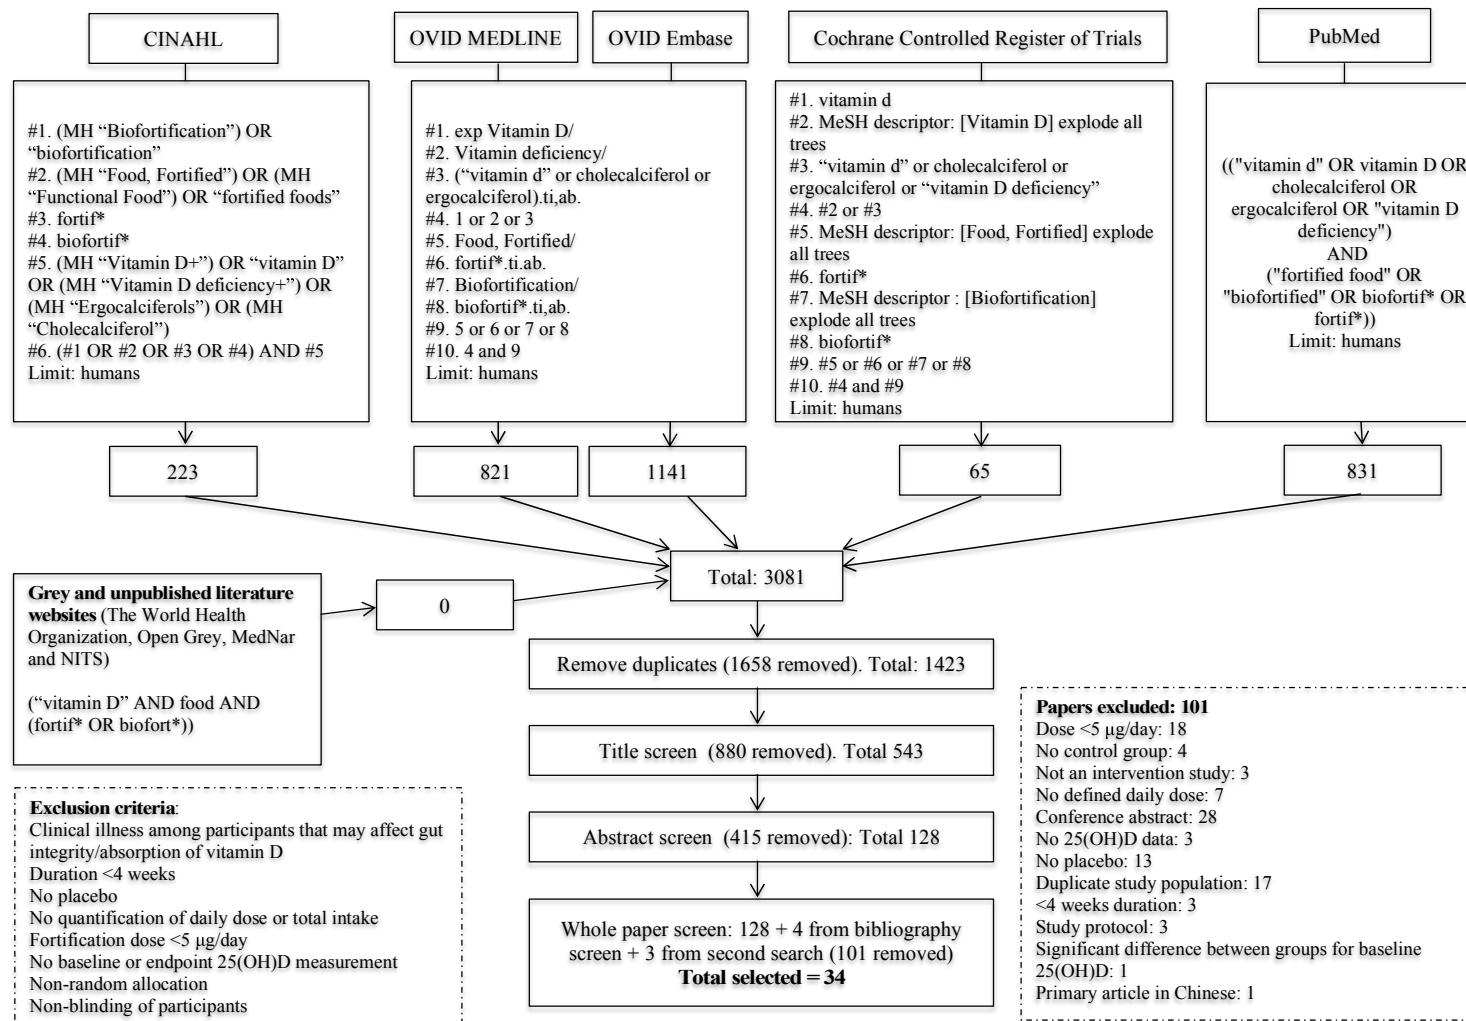 CINAHL
OVID MEDLINE
OVID Embase
Cochrane Controlled Register of Trials
PubMed
#1. (MH “Biofortification”) OR
“biofortification”
#2. (MH “Food, Fortified”) OR (MH
“Functional Food”) OR “fortified foods”
#3. fortif*
#4. biofortif*
#5. (MH “Vitamin D+”) OR “vitamin D”
OR (MH “Vitamin D deficiency+”) OR
(MH “Ergocalciferols”) OR (MH
“Cholecalciferol”)
#6. (#1 OR #2 OR #3 OR #4) AND #5
Limit: humans
#1. exp Vitamin D/
#2. Vitamin deficiency/
#3. (“vitamin d” or cholecalciferol or
ergocalciferol).ti,ab.
#4. 1 or 2 or 3
#5. Food, Fortified/
#6. fortif*.ti.ab.
#7. Biofortification/
#8. biofortif*.ti,ab.
#9. 5 or 6 or 7 or 8
#10. 4 and 9
Limit: humans
#1. vitamin d
#2. MeSH descriptor: [Vitamin D] explode all
trees
#3. “vitamin d” or cholecalciferol or
ergocalciferol or “vitamin D deficiency”
#4. #2 or #3
#5. MeSH descriptor: [Food, Fortified] explode
all trees
#6. fortif*
#7. MeSH descriptor : [Biofortification]
explode all trees
#8. biofortif*
#9. #5 or #6 or #7 or #8
#10. #4 and #9
Limit: humans
(("vitamin d" OR vitamin D OR
cholecalciferol OR
ergocalciferol OR "vitamin D
deficiency")
AND
("fortified food" OR
"biofortified" OR biofortif* OR
fortif*))
Limit: humans
223
821
1141
65
831
Total: 3081
Grey and unpublished literature
websites (The World Health
Organization, Open Grey, MedNar
and NITS)
(“vitamin D” AND food AND
(fortif* OR biofort*))
0
Remove duplicates (1658 removed). Total: 1423
Title screen (880 removed). Total 543
Abstract screen (415 removed): Total 128
Whole paper screen: 128 + 4 from bibliography
screen + 3 from second search (101 removed)
Total selected = 34
Exclusion criteria:
Clinical illness among participants that may affect gut
integrity/absorption of vitamin D
Duration <4 weeks
No placebo
No quantification of daily dose or total intake
Fortification dose <5 μg/day
No baseline or endpoint 25(OH)D measurement
Non-random allocation
Non-blinding of participants
Papers excluded: 101
Dose <5 μg/day: 18
No control group: 4
Not an intervention study: 3
No defined daily dose: 7
Conference abstract: 28
No 25(OH)D data: 3
No placebo: 13
Duplicate study population: 17
<4 weeks duration: 3
Study protocol: 3
Significant difference between groups for baseline
25(OH)D: 1
Primary article in Chinese: 1